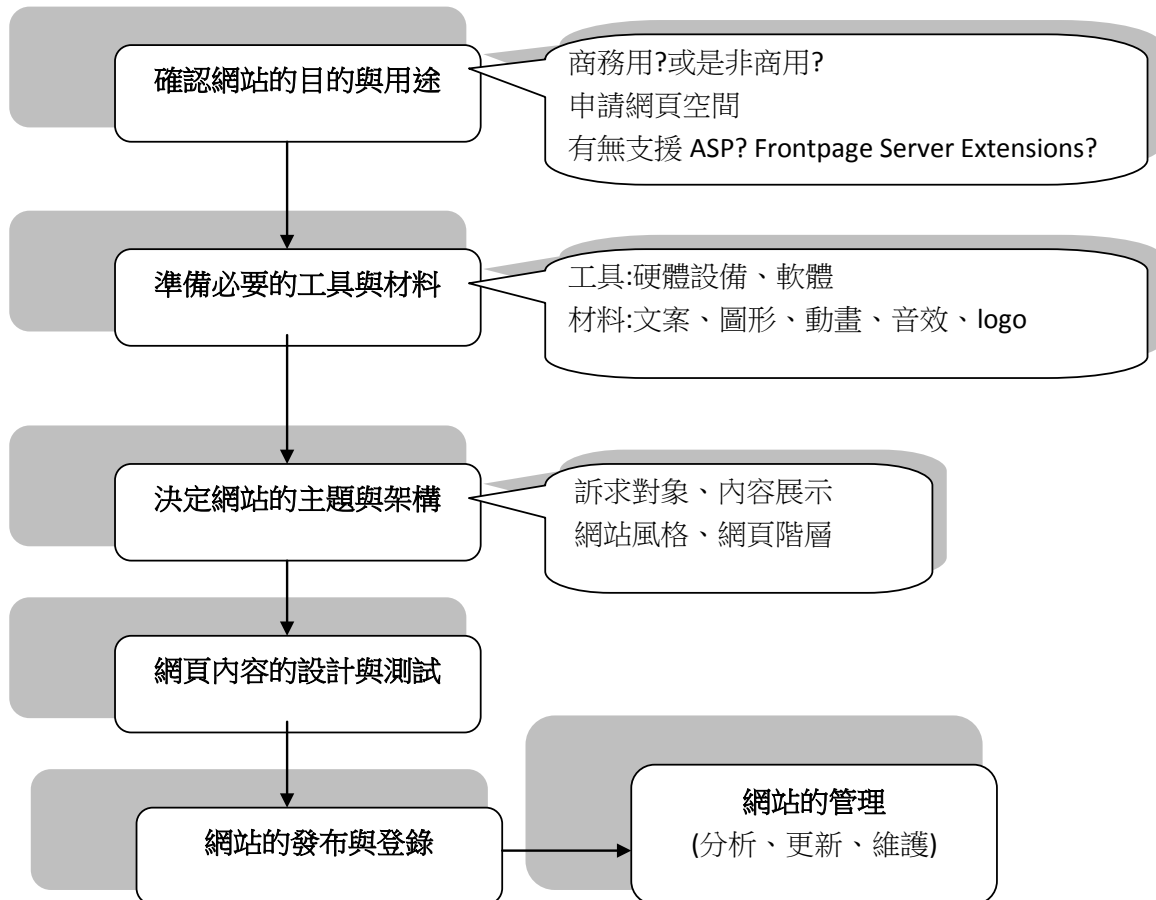 確認網站的目的與用途
商務用?或是非商用?
申請網頁空間
有無支援 ASP? Frontpage Server Extensions?
準備必要的工具與材料
工具:硬體設備、軟體
材料:文案、圖形、動畫、音效、logo
決定網站的主題與架構
訴求對象、內容展示
網站風格、網頁階層
網頁內容的設計與測試
網站的發布與登錄
網站的管理
(分析、更新、維護)